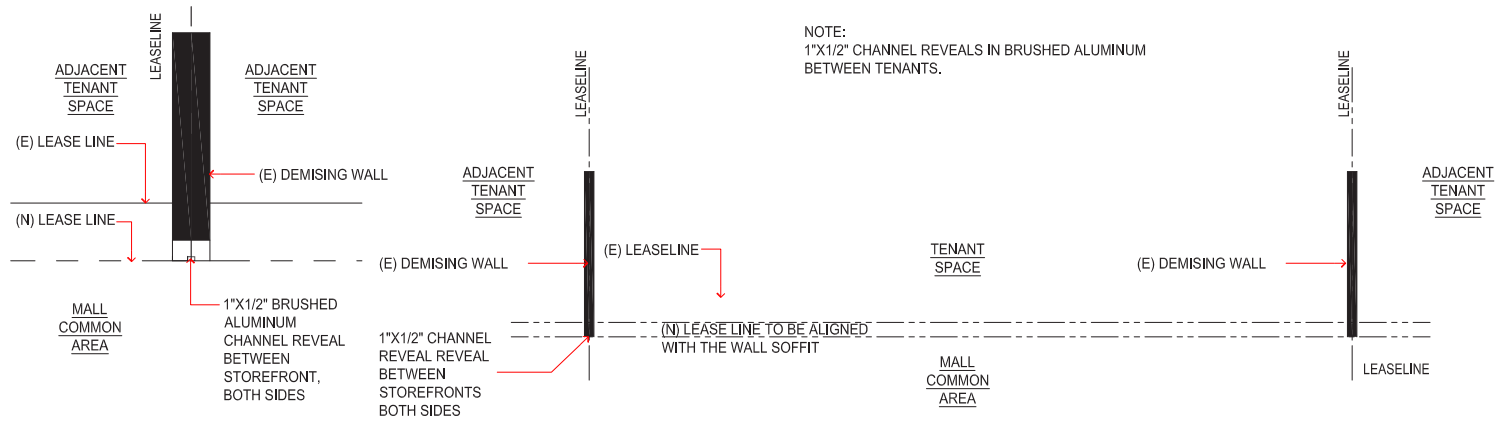 LEASELINE
ADJACENT
TENANT
SPACE
ADJACENT
TENANT
SPACE
(E) LEASE LINE
(E) DEMISING WALL
(N) LEASE LINE
MALL
COMMON
AREA
1"X1/2" BRUSHED
ALUMINUM
CHANNEL REVEAL
BETWEEN
STOREFRONT,
BOTH SIDES
NOTE:
1"X1/2" CHANNEL REVEALS IN BRUSHED ALUMINUM
BETWEEN TENANTS.
LEASELINE
LEASELINE
ADJACENT
TENANT
SPACE
(E) DEMISING WALL
(E) LEASELINE
TENANT
SPACE
(E) DEMISING WALL
ADJACENT
TENANT
SPACE
1"X1/2" CHANNEL
REVEAL REVEAL
BETWEEN
STOREFRONTS
BOTH SIDES
(N) LEASE LINE TO BE ALIGNED
WITH THE WALL SOFFIT
MALL
COMMON
AREA
LEASELINE